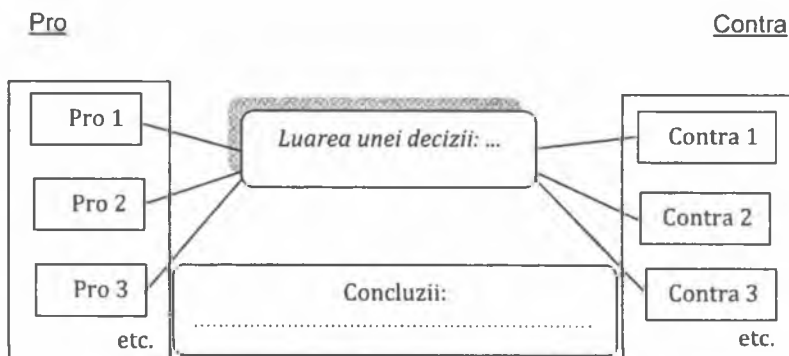 Pro
Contra
Pro 1
Luarea unei decizii: ...
Contra 1
Pro 2
Contra 2
Pro 3
Concluzii:
Contra 3
..........................................................................
etc.
etc.